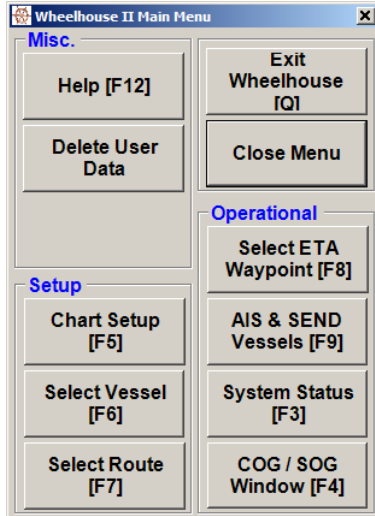 Wheelhouse II Main Menu
Misc.
Help [F12]
Delete User
Data
Exit
Wheelhouse
[Q]
Close Menu
Setup
Chart Setup
[F5]
Select Vessel
[F6]
Select Route
[F7]
Operational
Select ETA
Waypoint [F8]
AIS & SEND
Vessels [F9]
System Status
[F3]
COG / SOG
Window [F4]